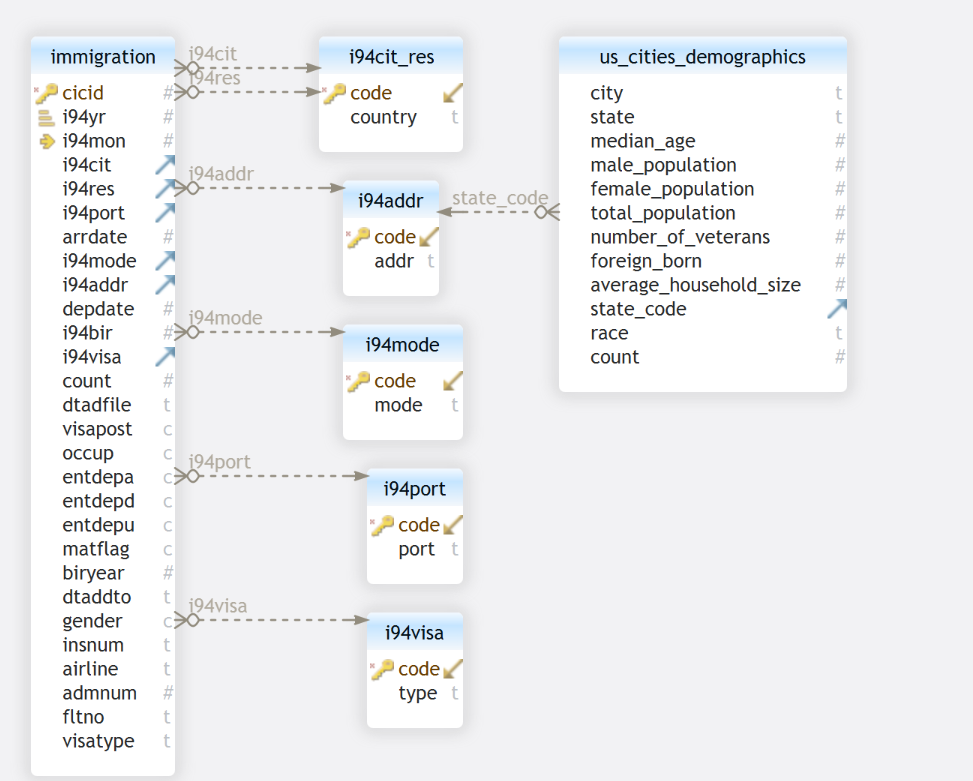 immigration
cicid #
i94yr #
i94mon #
i94cit
i94res
i94port
arrdate #
i94mode
i94addr
depdate #
i94bir #
i94visa
count #
dtadfile t
visapost c
occup c
entdepa c
entdepd c
entdepu c
matflag c
biryear #
dtaddto t
gender c
insnum t
airline t
admnum #
fltno t
visatype t
i94cit
i94res
i94addr
i94mode
i94port
i94visa
i94cit_res
code
country t
i94addr
code
addr t
state_code
i94mode
code
mode t
i94port
code
port t
i94visa
code
type t
us_cities_demographics
city t
state t
median_age #
male_population #
female_population #
total_population #
number_of_veterans #
foreign_born #
average_household_size #
state_code
race t
count #